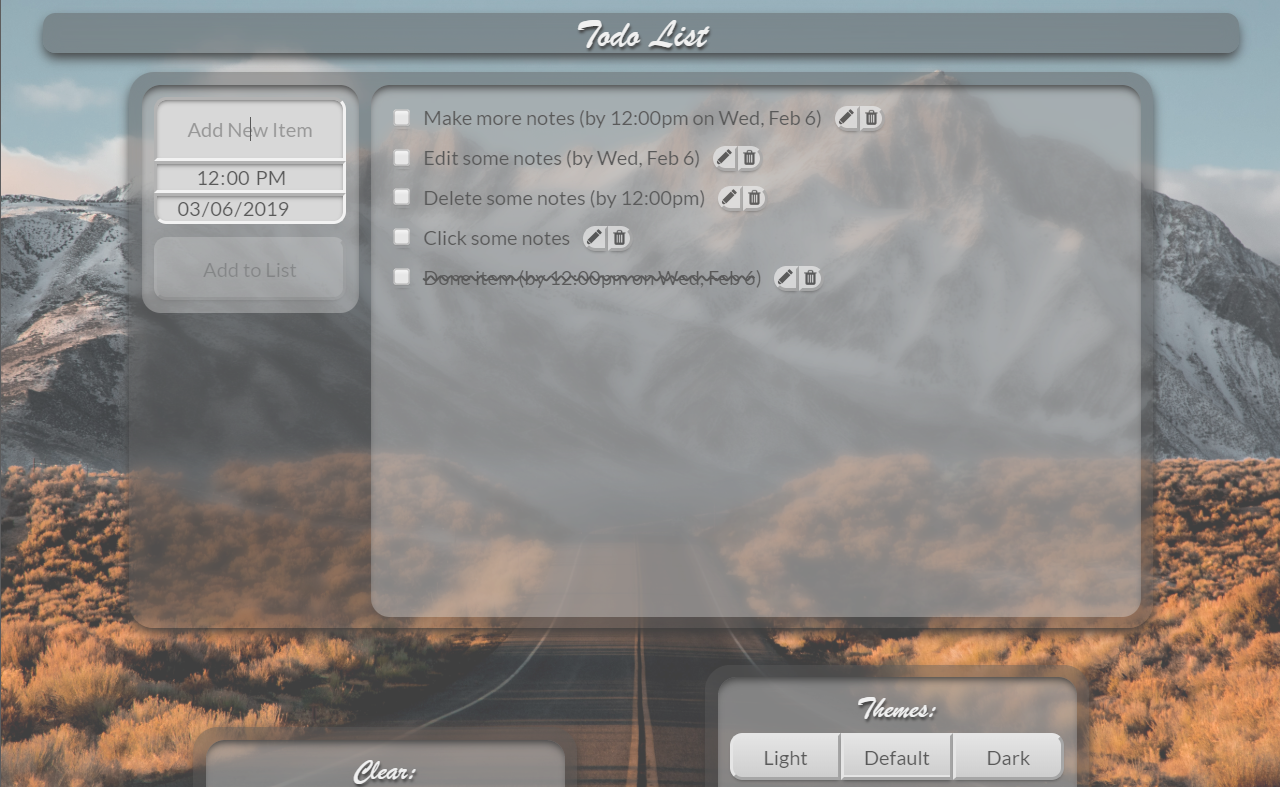 Todo List
Add New Item
12:00 PM
03/06/2019
Add to List
Make more notes (by 12:00pm on Wed, Feb 6)
Edit some notes (by Wed, Feb 6)
Delete some notes (by 12:00pm)
Click some notes
Done item (by 12:00pm on Wed, Feb 6)
Clear:
Themes:
Light Default Dark